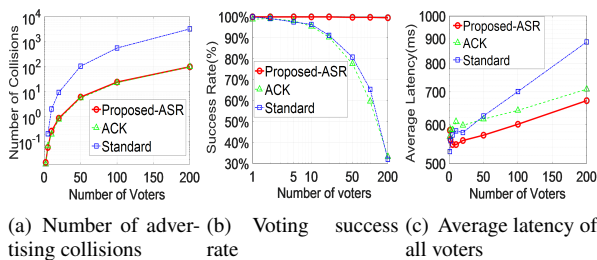 Number of Collisions
10^4
10^3
10^2
10^1
10^0
10^-1
Proposed-ASR
ACK
Standard
0 50 100 150 200
Number of Voters
Success Rate(%)
100%
90%
80%
70%
60%
50%
40%
30%
Proposed-ASR
ACK
Standard
1 5 10 50 200
Number of voters
Average Latency(ms)
1000
900
800
700
600
500
Proposed-ASR
ACK
Standard
0 50 100 150 200
Number of Voters
(a) Number of adver-
tising collisions
(b) Voting success
rate
(c) Average latency of
all voters